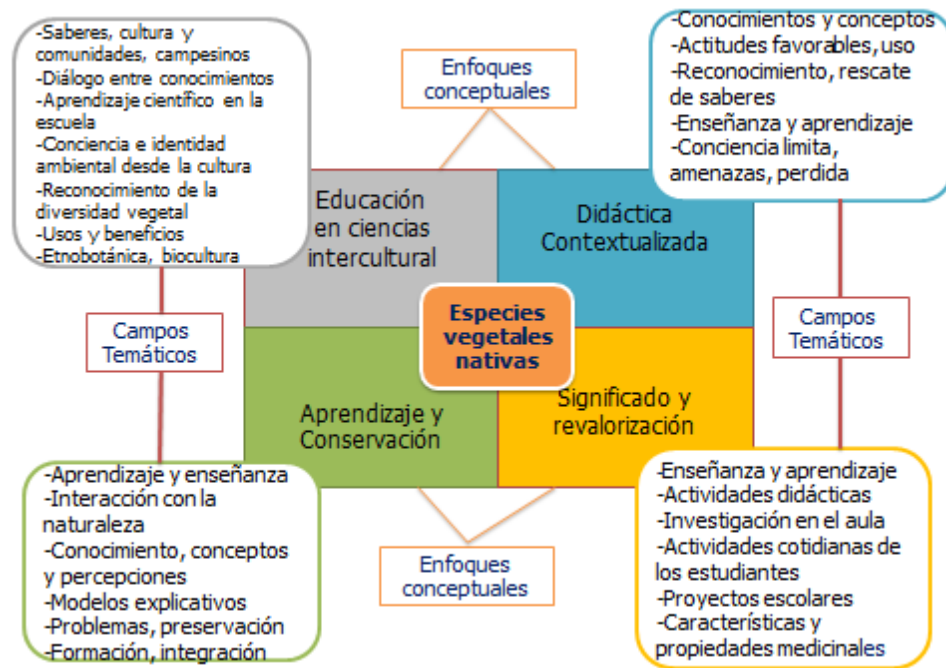 -Saberes, cultura y
comunidades, campesinos
-Diálogo entre conocimientos
-Aprendizaje científico en la
escuela
-Conciencia e identidad
ambiental desde la cultura
-Reconocimiento de la
diversidad vegetal
-Usos y beneficios
-Etnobotánica, biocultura
Enfoques
conceptuales
-Conocimientos y conceptos
-Actitudes favorables, uso
-Reconocimiento, rescate
de saberes
-Enseñanza y aprendizaje
-Conciencia limita,
amenazas, perdida
Educación
en ciencias
intercultural
Didáctica
Contextualizada
Campos
Temáticos
Especies
vegetales
nativas
Campos
Temáticos
Aprendizaje y
Conservación
Significado y
revalorización
-Aprendizaje y enseñanza
-Interacción con la
naturaleza
-Conocimiento, conceptos
y percepciones
-Modelos explicativos
-Problemas, preservación
-Formación, integración
Enfoques
conceptuales
-Enseñanza y aprendizaje
-Actividades didácticas
-Investigación en el aula
-Actividades cotidianas de
los estudiantes
-Proyectos escolares
-Características y
propiedades medicinales